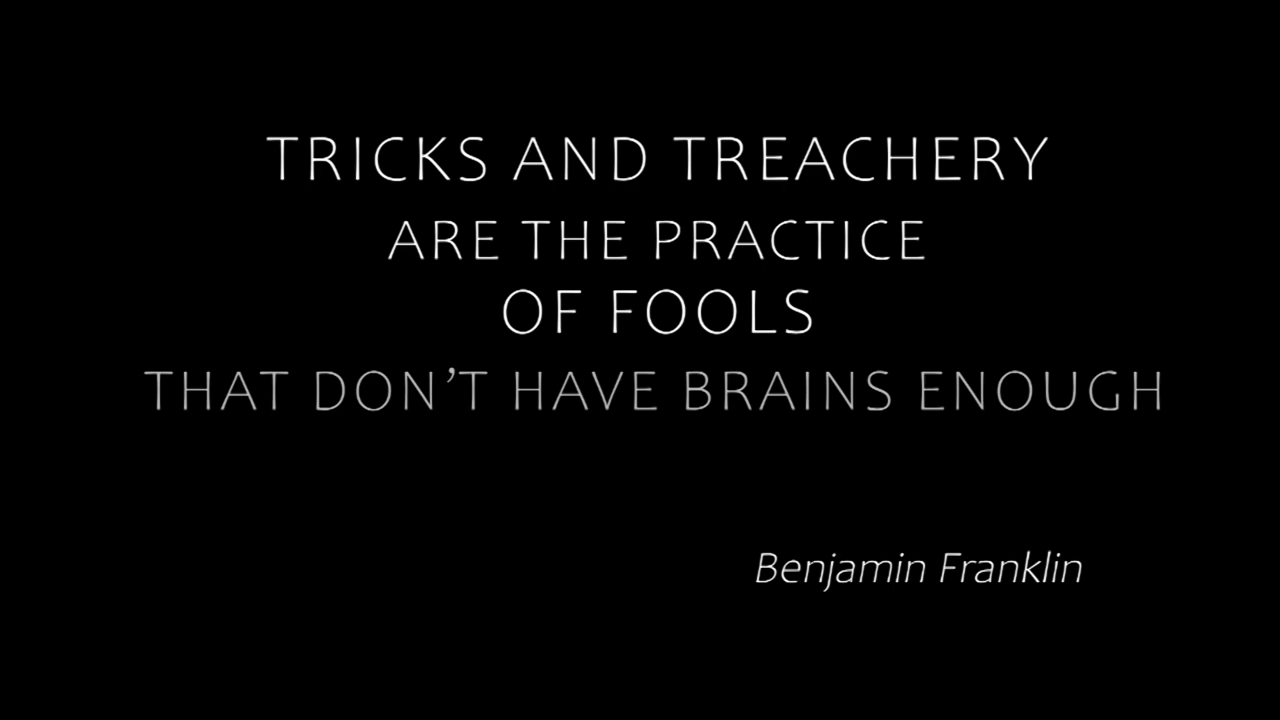 TRICKS AND TREACHERY
ARE THE PRACTICE
OF FOOLS
THAT DON’T HAVE BRAINS ENOUGH
Benjamin Franklin